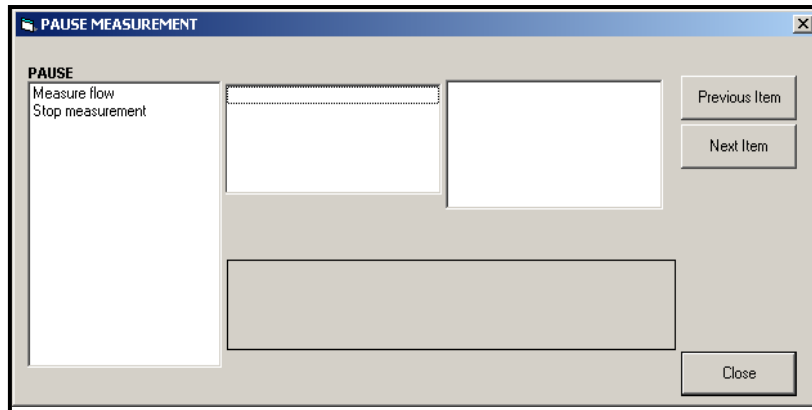 PAUSE MEASUREMENT
PAUSE
Measure flow
Stop measurement
Previous Item
Next Item
Close